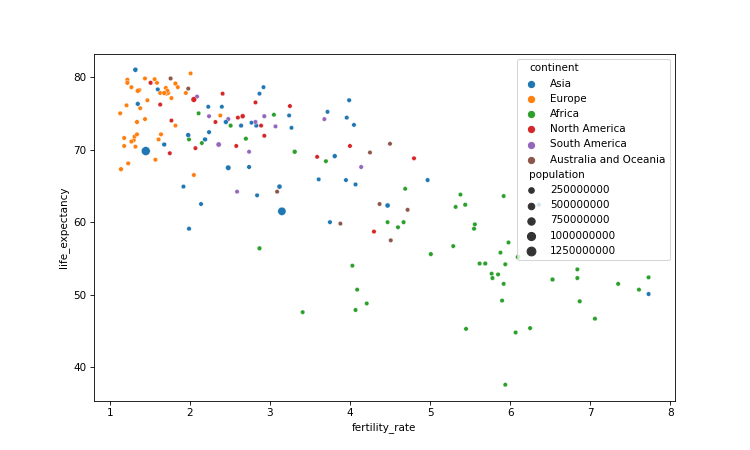 continent
Asia
Europe
Africa
North America
South America
Australia and Oceania
population
250000000
500000000
750000000
1000000000
1250000000
80
70
60
50
40
life_expectancy
1 2 3 4 5 6 7 8
fertility_rate